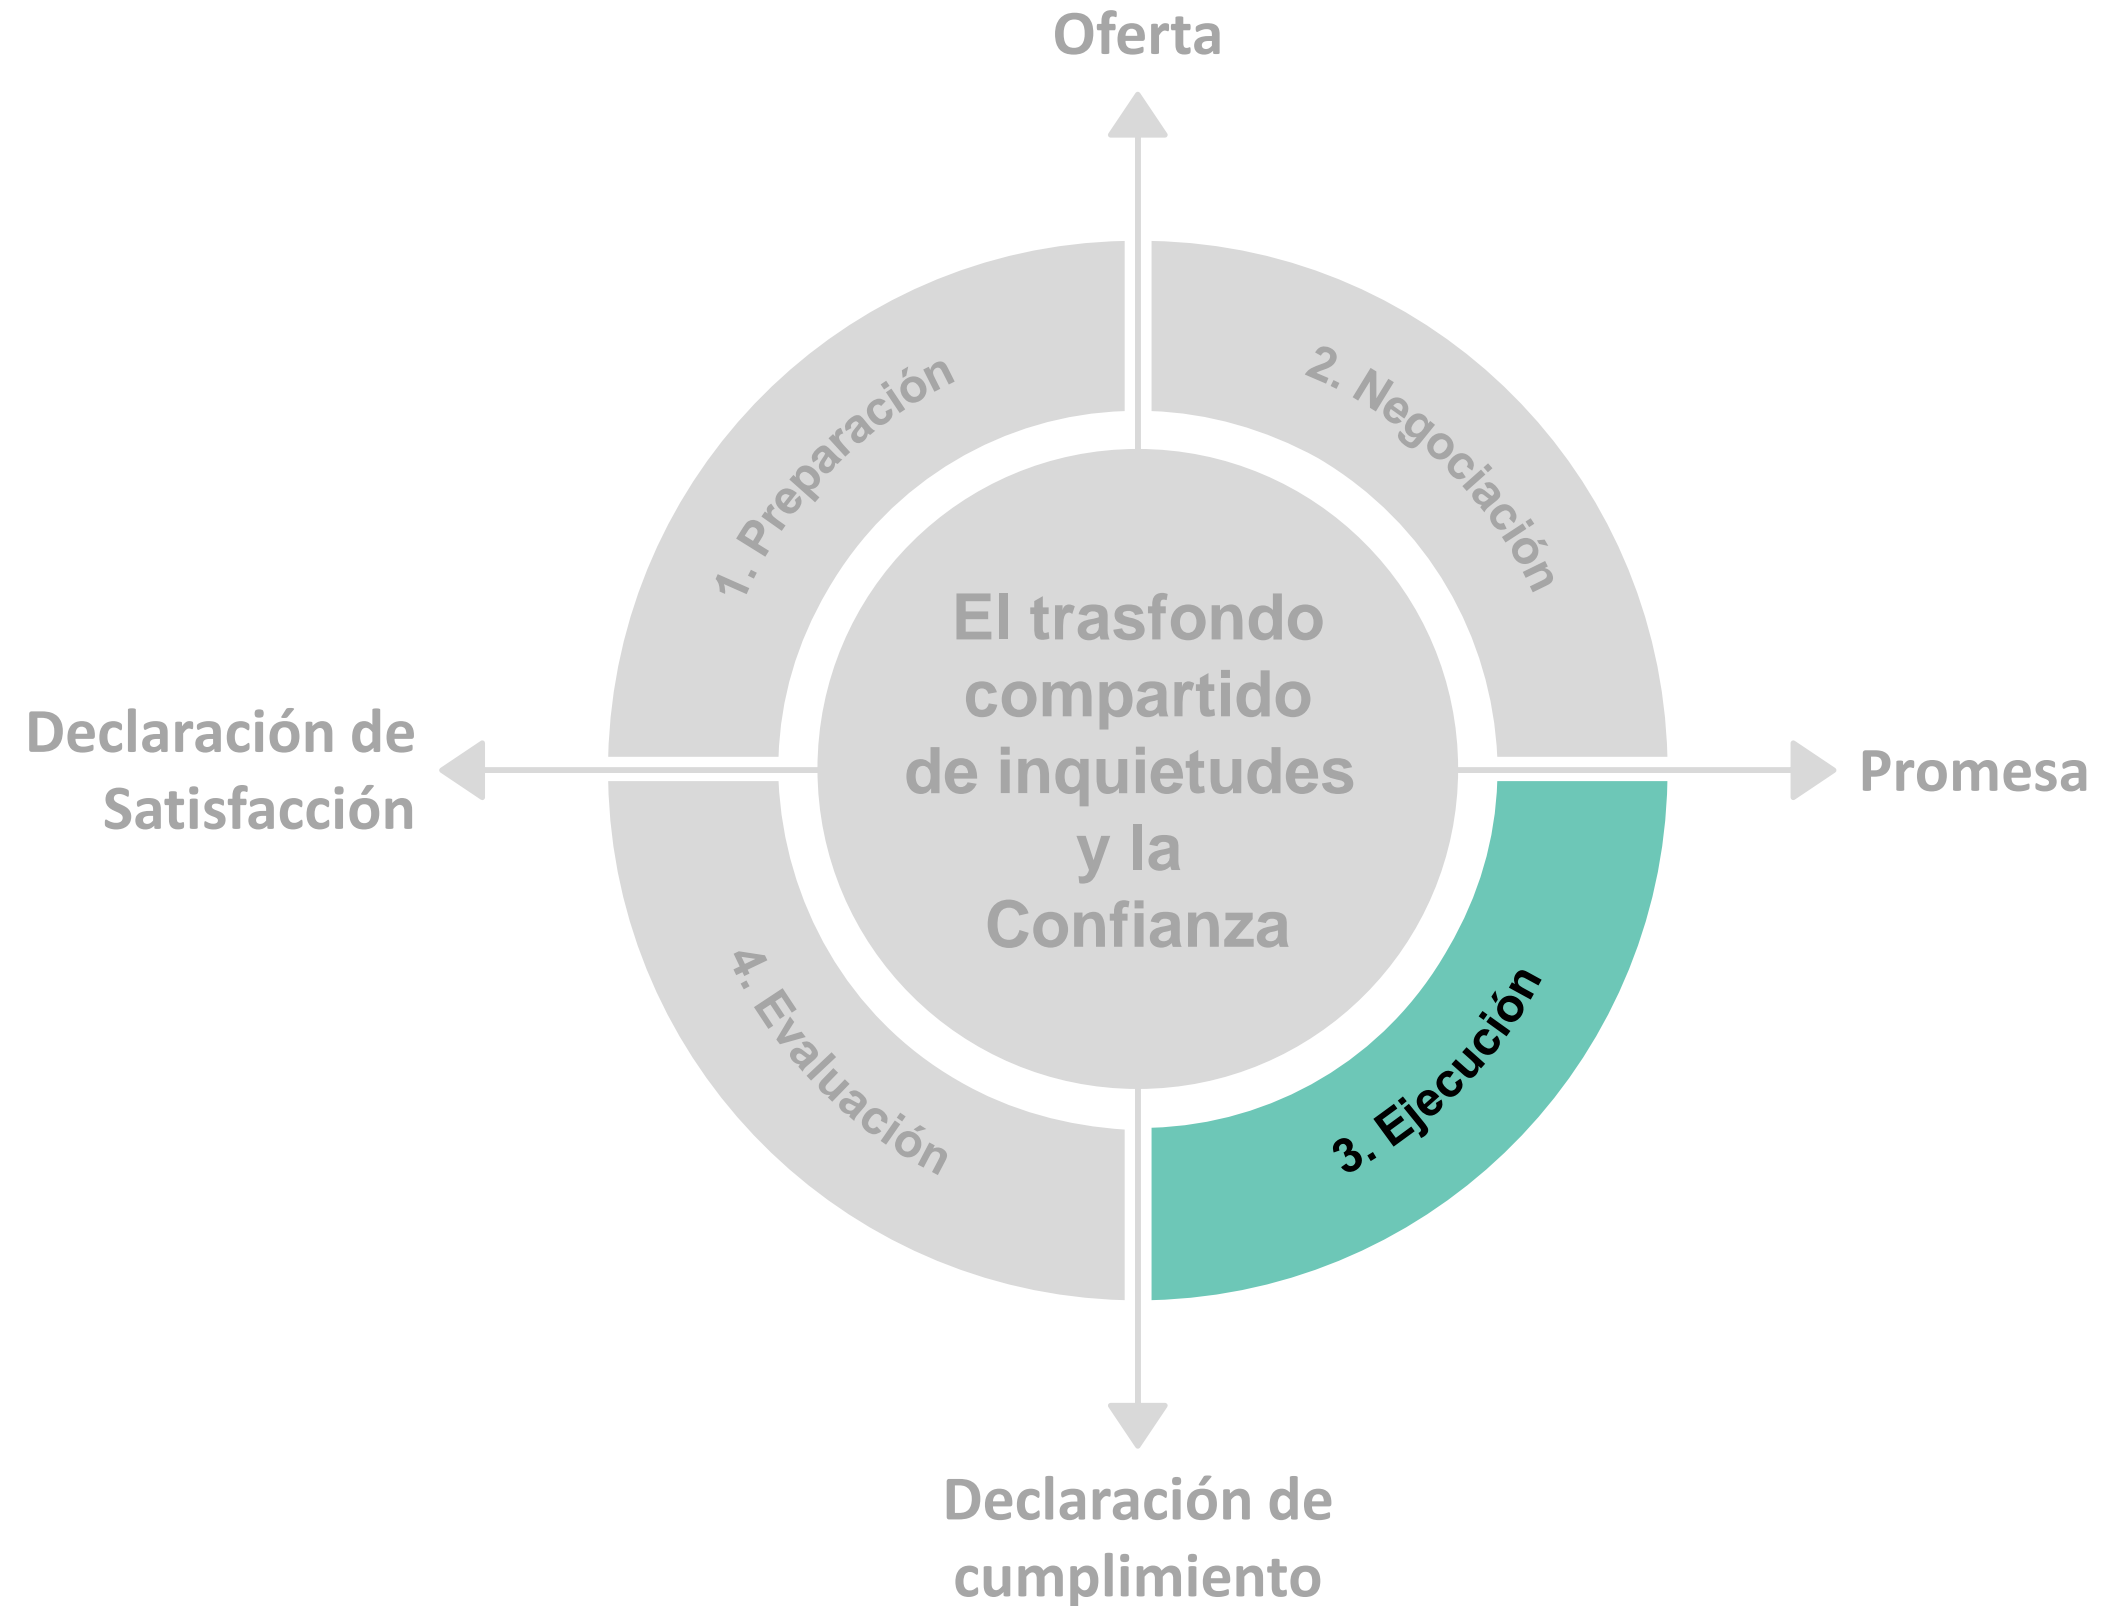 Oferta
1. Preparación
2. Negociación
El trasfondo
compartido
de inquietudes
y la
Confianza
Declaración de
Satisfacción
Promesa
4. Evaluación
3. Ejecución
Declaración de
cumplimiento